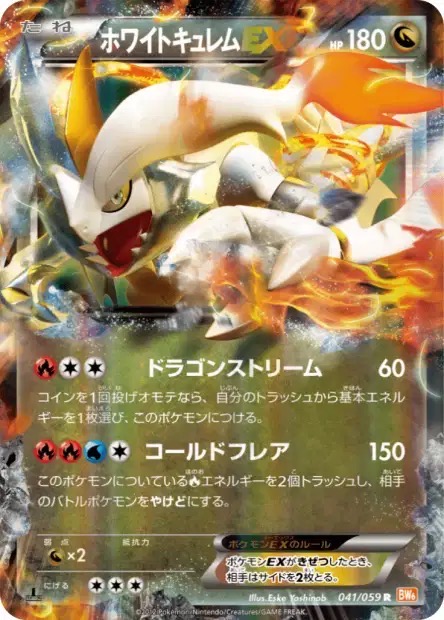 たね
ホワイトキュレムEX HP180
ドラゴンストリーム 60
コインを1回投げオモテなら、自分のトラッシュから基本エネル
ギーを1枚選び、このポケモンにつける。
コールドフレア 150
このポケモンについているエネルギーを2個トラッシュし、相手
のバトルポケモンをやけどにする。
弱点 抵抗力
×2
にげる
ポケモンEXのルール
ポケモンEXがきぜつしたとき、
相手はサイドを2枚とる。
Illus.Eske Yoshinob 041/059 R BW6
©2012 Pokémon/Nintendo/Creatures/GAME FREAK.